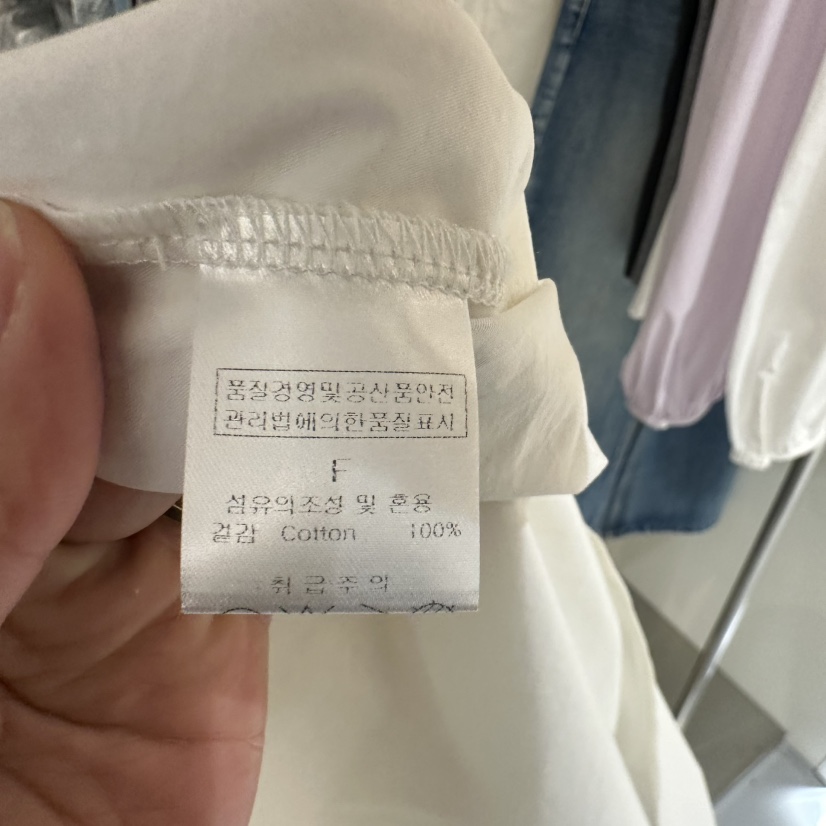 품질경영및공산품안전
관리법에의한품질표시
F
섬유의조성 및 혼용
겉감 Cotton 100%
취급주의